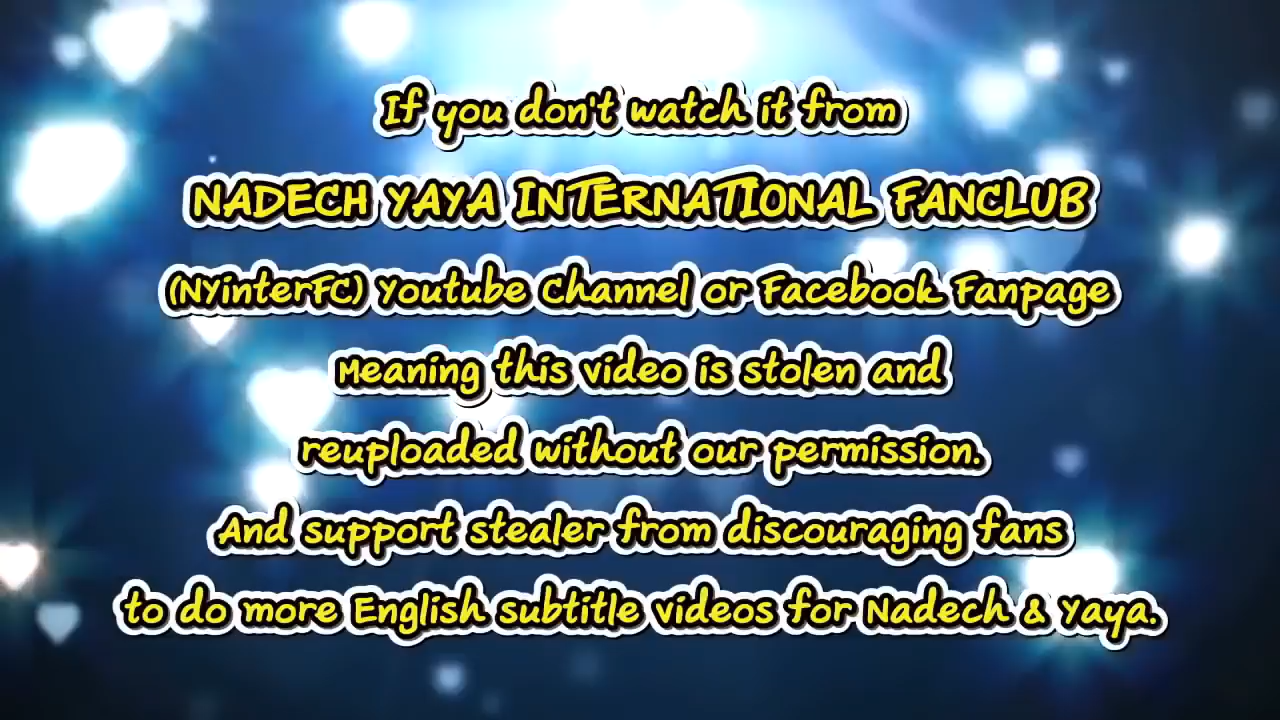 If you don't watch it from
NADECH YAYA INTERNATIONAL FANCLUB
(NYinterFC) Youtube Channel or Facebook Fanpage
Meaning this video is stolen and
reuploaded without our permission.
And support stealer from discouraging fans
to do more English subtitle videos for Nadech & Yaya.